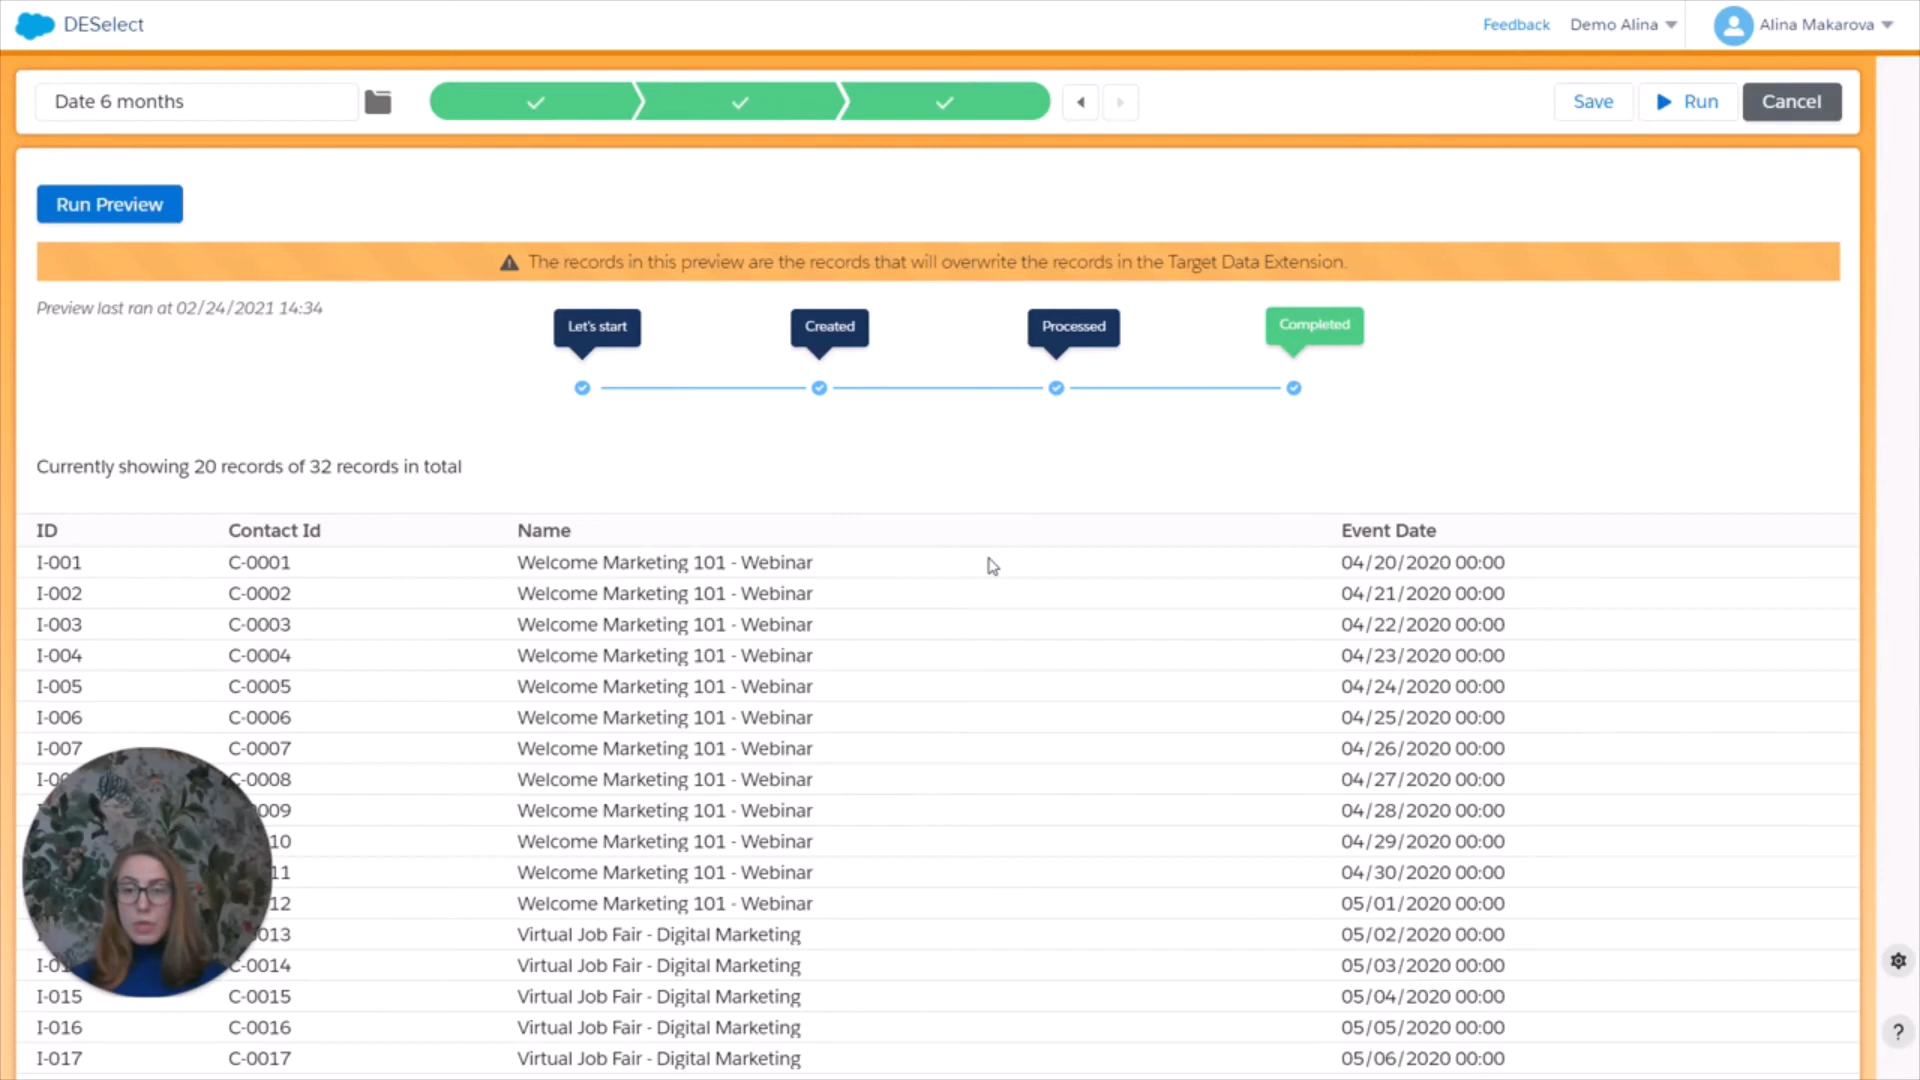 DESelect
Feedback Demo Alina Alina Makarova
Date 6 months
Save Run Cancel
Run Preview
The records in this preview are the records that will overwrite the records in the Target Data Extension.
Preview last ran at 02/24/2021 14:34
Let's start Created Processed Completed
Currently showing 20 records of 32 records in total
ID Contact Id Name Event Date
I-001 C-0001 Welcome Marketing 101 - Webinar 04/20/2020 00:00
I-002 C-0002 Welcome Marketing 101 - Webinar 04/21/2020 00:00
I-003 C-0003 Welcome Marketing 101 - Webinar 04/22/2020 00:00
I-004 C-0004 Welcome Marketing 101 - Webinar 04/23/2020 00:00
I-005 C-0005 Welcome Marketing 101 - Webinar 04/24/2020 00:00
I-006 C-0006 Welcome Marketing 101 - Webinar 04/25/2020 00:00
I-007 C-0007 Welcome Marketing 101 - Webinar 04/26/2020 00:00
C-0008 Welcome Marketing 101 - Webinar 04/27/2020 00:00
Welcome Marketing 101 - Webinar 04/28/2020 00:00
Welcome Marketing 101 - Webinar 04/29/2020 00:00
Welcome Marketing 101 - Webinar 04/30/2020 00:00
Welcome Marketing 101 - Webinar 05/01/2020 00:00
Virtual Job Fair - Digital Marketing 05/02/2020 00:00
C-0014 Virtual Job Fair - Digital Marketing 05/03/2020 00:00
I-015 C-0015 Virtual Job Fair - Digital Marketing 05/04/2020 00:00
I-016 C-0016 Virtual Job Fair - Digital Marketing 05/05/2020 00:00
I-017 C-0017 Virtual Job Fair - Digital Marketing 05/06/2020 00:00
?